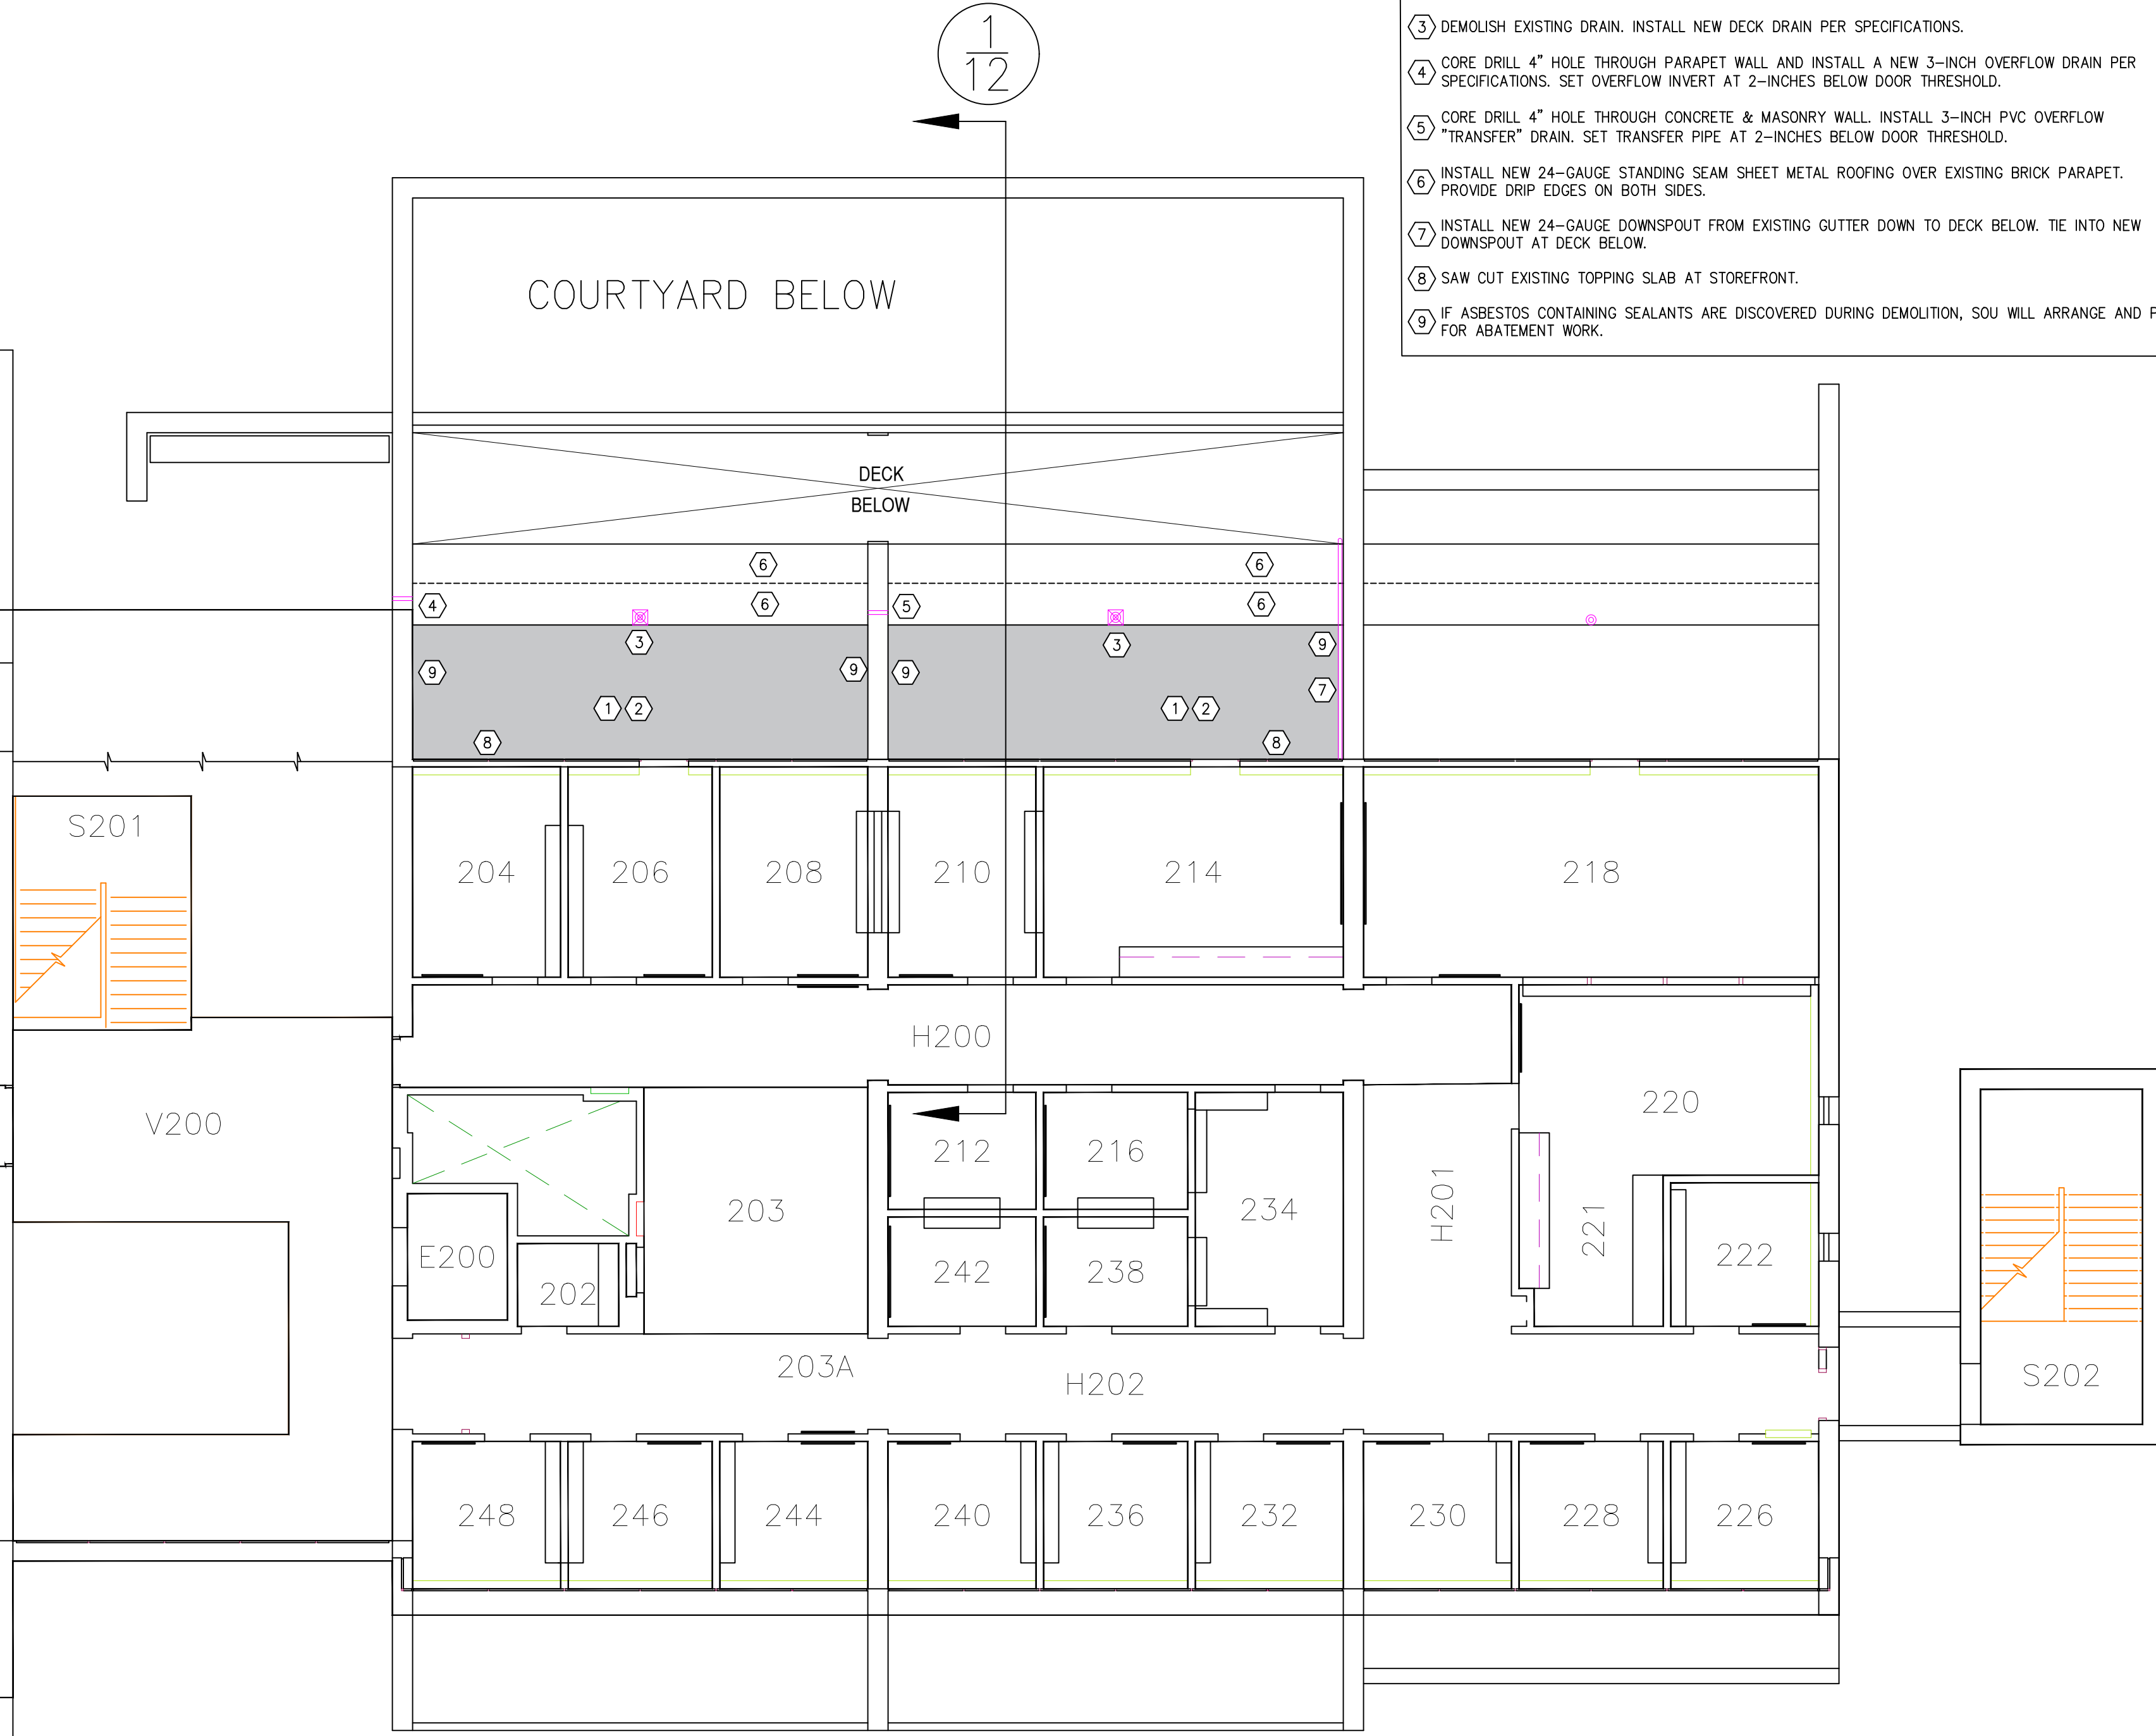 1
12
3 DEMOLISH EXISTING DRAIN. INSTALL NEW DECK DRAIN PER SPECIFICATIONS.
4 CORE DRILL 4" HOLE THROUGH PARAPET WALL AND INSTALL A NEW 3-INCH OVERFLOW DRAIN PER
SPECIFICATIONS. SET OVERFLOW INVERT AT 2-INCHES BELOW DOOR THRESHOLD.
5 CORE DRILL 4" HOLE THROUGH CONCRETE & MASONRY WALL. INSTALL 3-INCH PVC OVERFLOW
"TRANSFER" DRAIN. SET TRANSFER PIPE AT 2-INCHES BELOW DOOR THRESHOLD.
6 INSTALL NEW 24-GAUGE STANDING SEAM SHEET METAL ROOFING OVER EXISTING BRICK PARAPET.
PROVIDE DRIP EDGES ON BOTH SIDES.
7 INSTALL NEW 24-GAUGE DOWNSPOUT FROM EXISTING GUTTER DOWN TO DECK BELOW. TIE INTO NEW
DOWNSPOUT AT DECK BELOW.
8 SAW CUT EXISTING TOPPING SLAB AT STOREFRONT.
9 IF ASBESTOS CONTAINING SEALANTS ARE DISCOVERED DURING DEMOLITION, SOU WILL ARRANGE AND
FOR ABATEMENT WORK.
COURTYARD BELOW
DECK
BELOW
6 6
4 6 5 6
3 3 9
9 9 9 7
1 2 1 2
8 8
S201
204 206 208 210 214 218
H200
V200
212 216 220
203 234 H201 221
E200 202 242 238 222
203A H202 S202
248 246 244 240 236 232 230 228 226